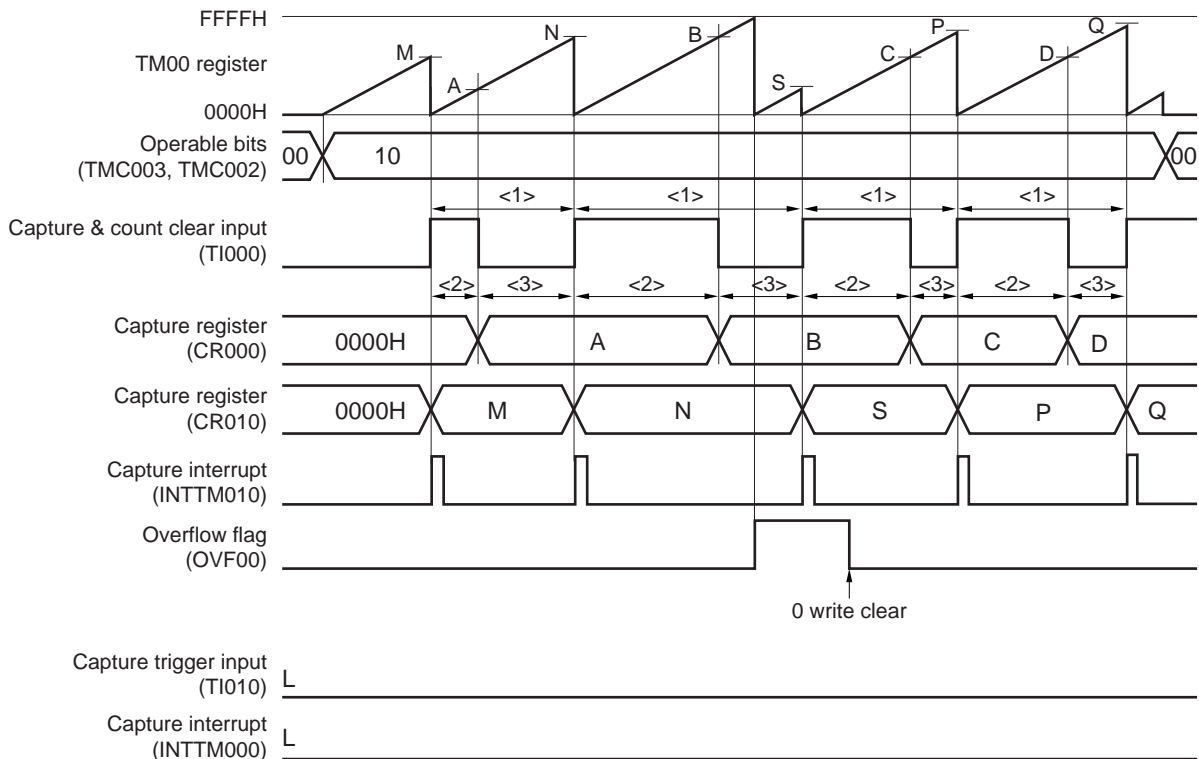 FFFFH
TM00 register
0000H
M
A
N
B
S
C
P
D
Q
Operable bits
(TMC003, TMC002)
00
10
00
<1>
<1>
<1>
<1>
Capture & count clear input
(TI000)
<2>
<3>
<2>
<3>
<2>
<3>
<2>
<3>
Capture register
(CR000)
0000H
A
B
C
D
Capture register
(CR010)
0000H
M
N
S
P
Q
Capture interrupt
(INTTM010)
Overflow flag
(OVF00)
0 write clear
Capture trigger input
(TI010)
L
Capture interrupt
(INTTM000)
L